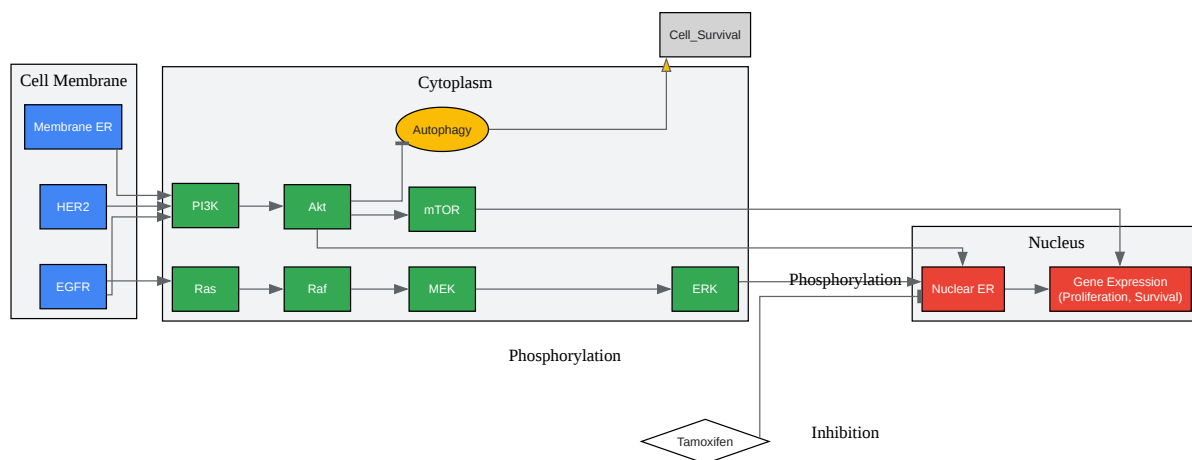 Cell_Survival
Cell Membrane
Cytoplasm
Membrane ER
Autophagy
HER2
PI3K
Akt
mTOR
Nucleus
EGFR
Ras
Raf
MEK
ERK
Phosphorylation
Nuclear ER
Gene Expression
(Proliferation, Survival)
Phosphorylation
Tamoxifen
Inhibition